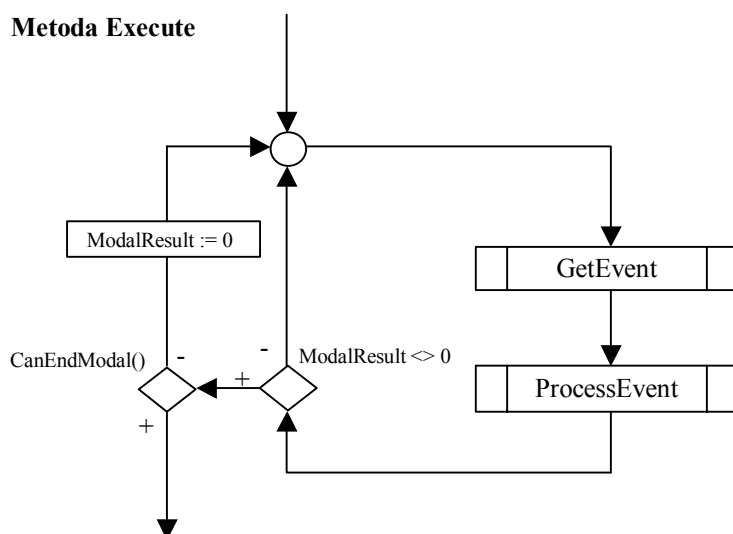 Metoda Execute
ModalResult := 0
GetEvent
CanEndModal()
-
-
ModalResult <> 0
+
ProcessEvent
+